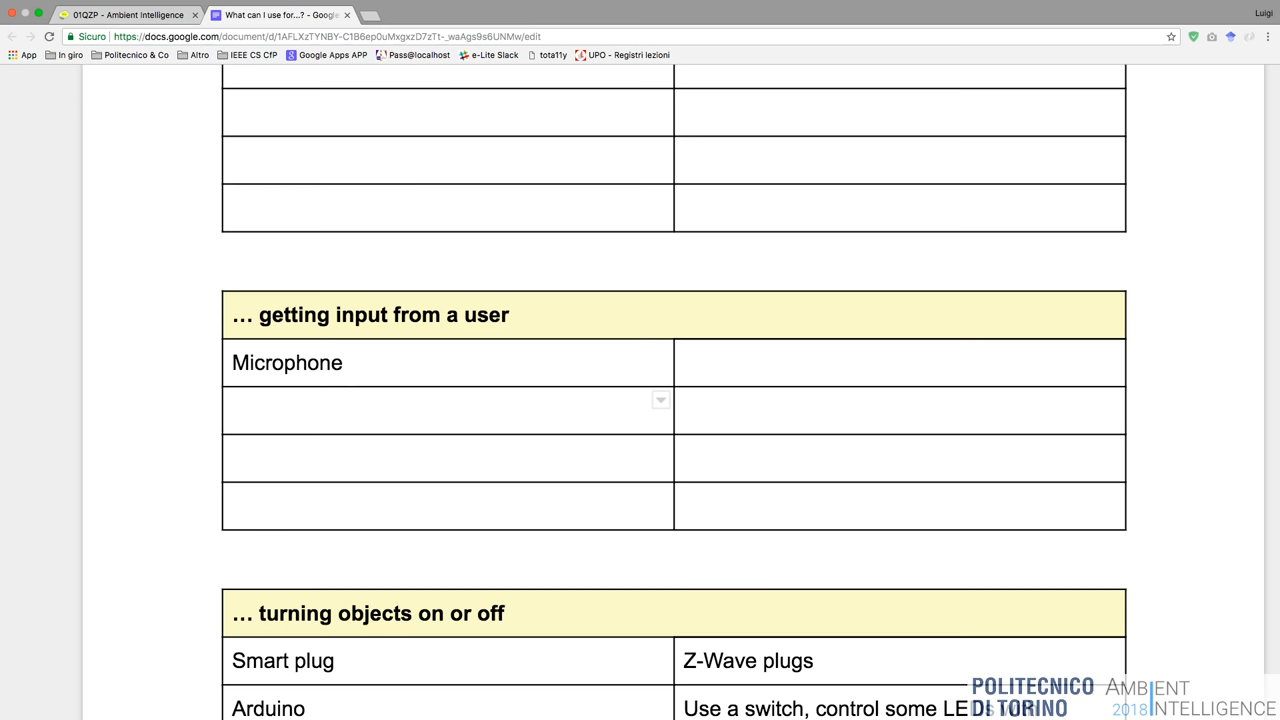 01QZP - Ambient Intelligence
What can I use for...? - Google
Luigi
Sicuro
https://docs.google.com/document/d/1AFLXzTYNBY-C1B6ep0uMxgxzD7zTt-_waAgs9s6UNMw/edit
App
In giro
Politecnico & Co
Altro
IEEE CS CfP
Google Apps APP
Pass@localhost
e-Lite Slack
tota11y
UPO - Registri lezioni
… getting input from a user
Microphone
… turning objects on or off
Smart plug
Z-Wave plugs
Arduino
Use a switch, control some LE
POLITECNICO
DI TORINO
AMBIENT
2018 INTELLIGENCE